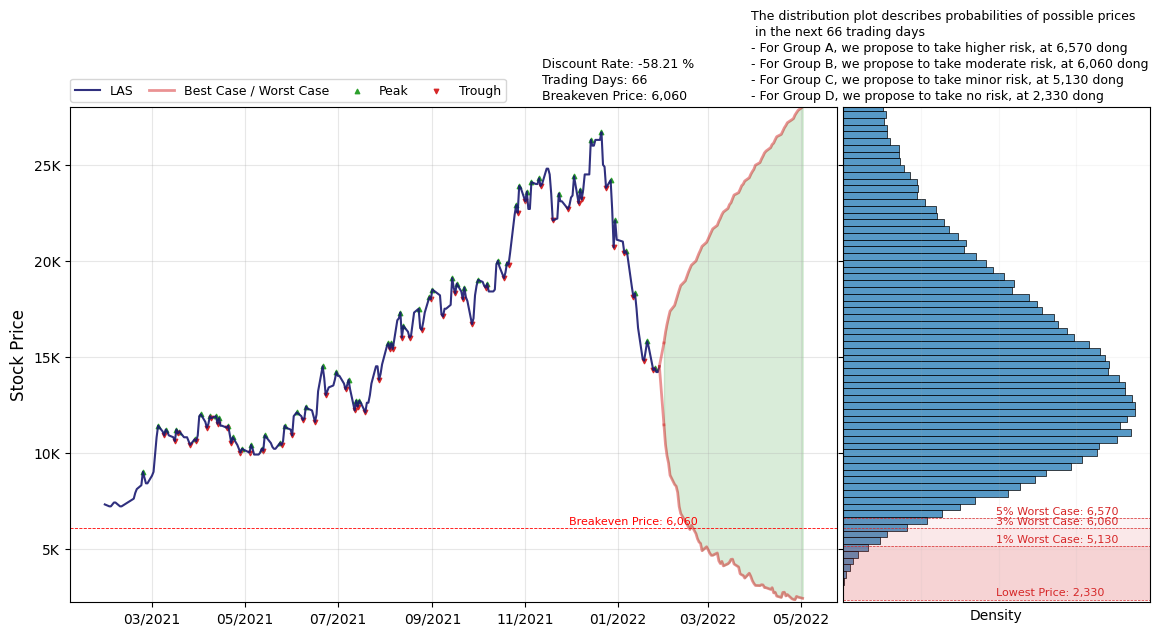 The distribution plot describes probabilities of possible prices
in the next 66 trading days
- For Group A, we propose to take higher risk, at 6,570 dong
- For Group B, we propose to take moderate risk, at 6,060 dong
- For Group C, we propose to take minor risk, at 5,130 dong
- For Group D, we propose to take no risk, at 2,330 dong
Discount Rate: -58.21 %
Trading Days: 66
Breakeven Price: 6,060
LAS
Best Case / Worst Case
Peak
Trough
Stock Price
25K
20K
15K
10K
5K
Breakeven Price: 6,060
5% Worst Case: 6,570
3% Worst Case: 6,060
1% Worst Case: 5,130
Lowest Price: 2,330
03/2021
05/2021
07/2021
09/2021
11/2021
01/2022
03/2022
05/2022
Density